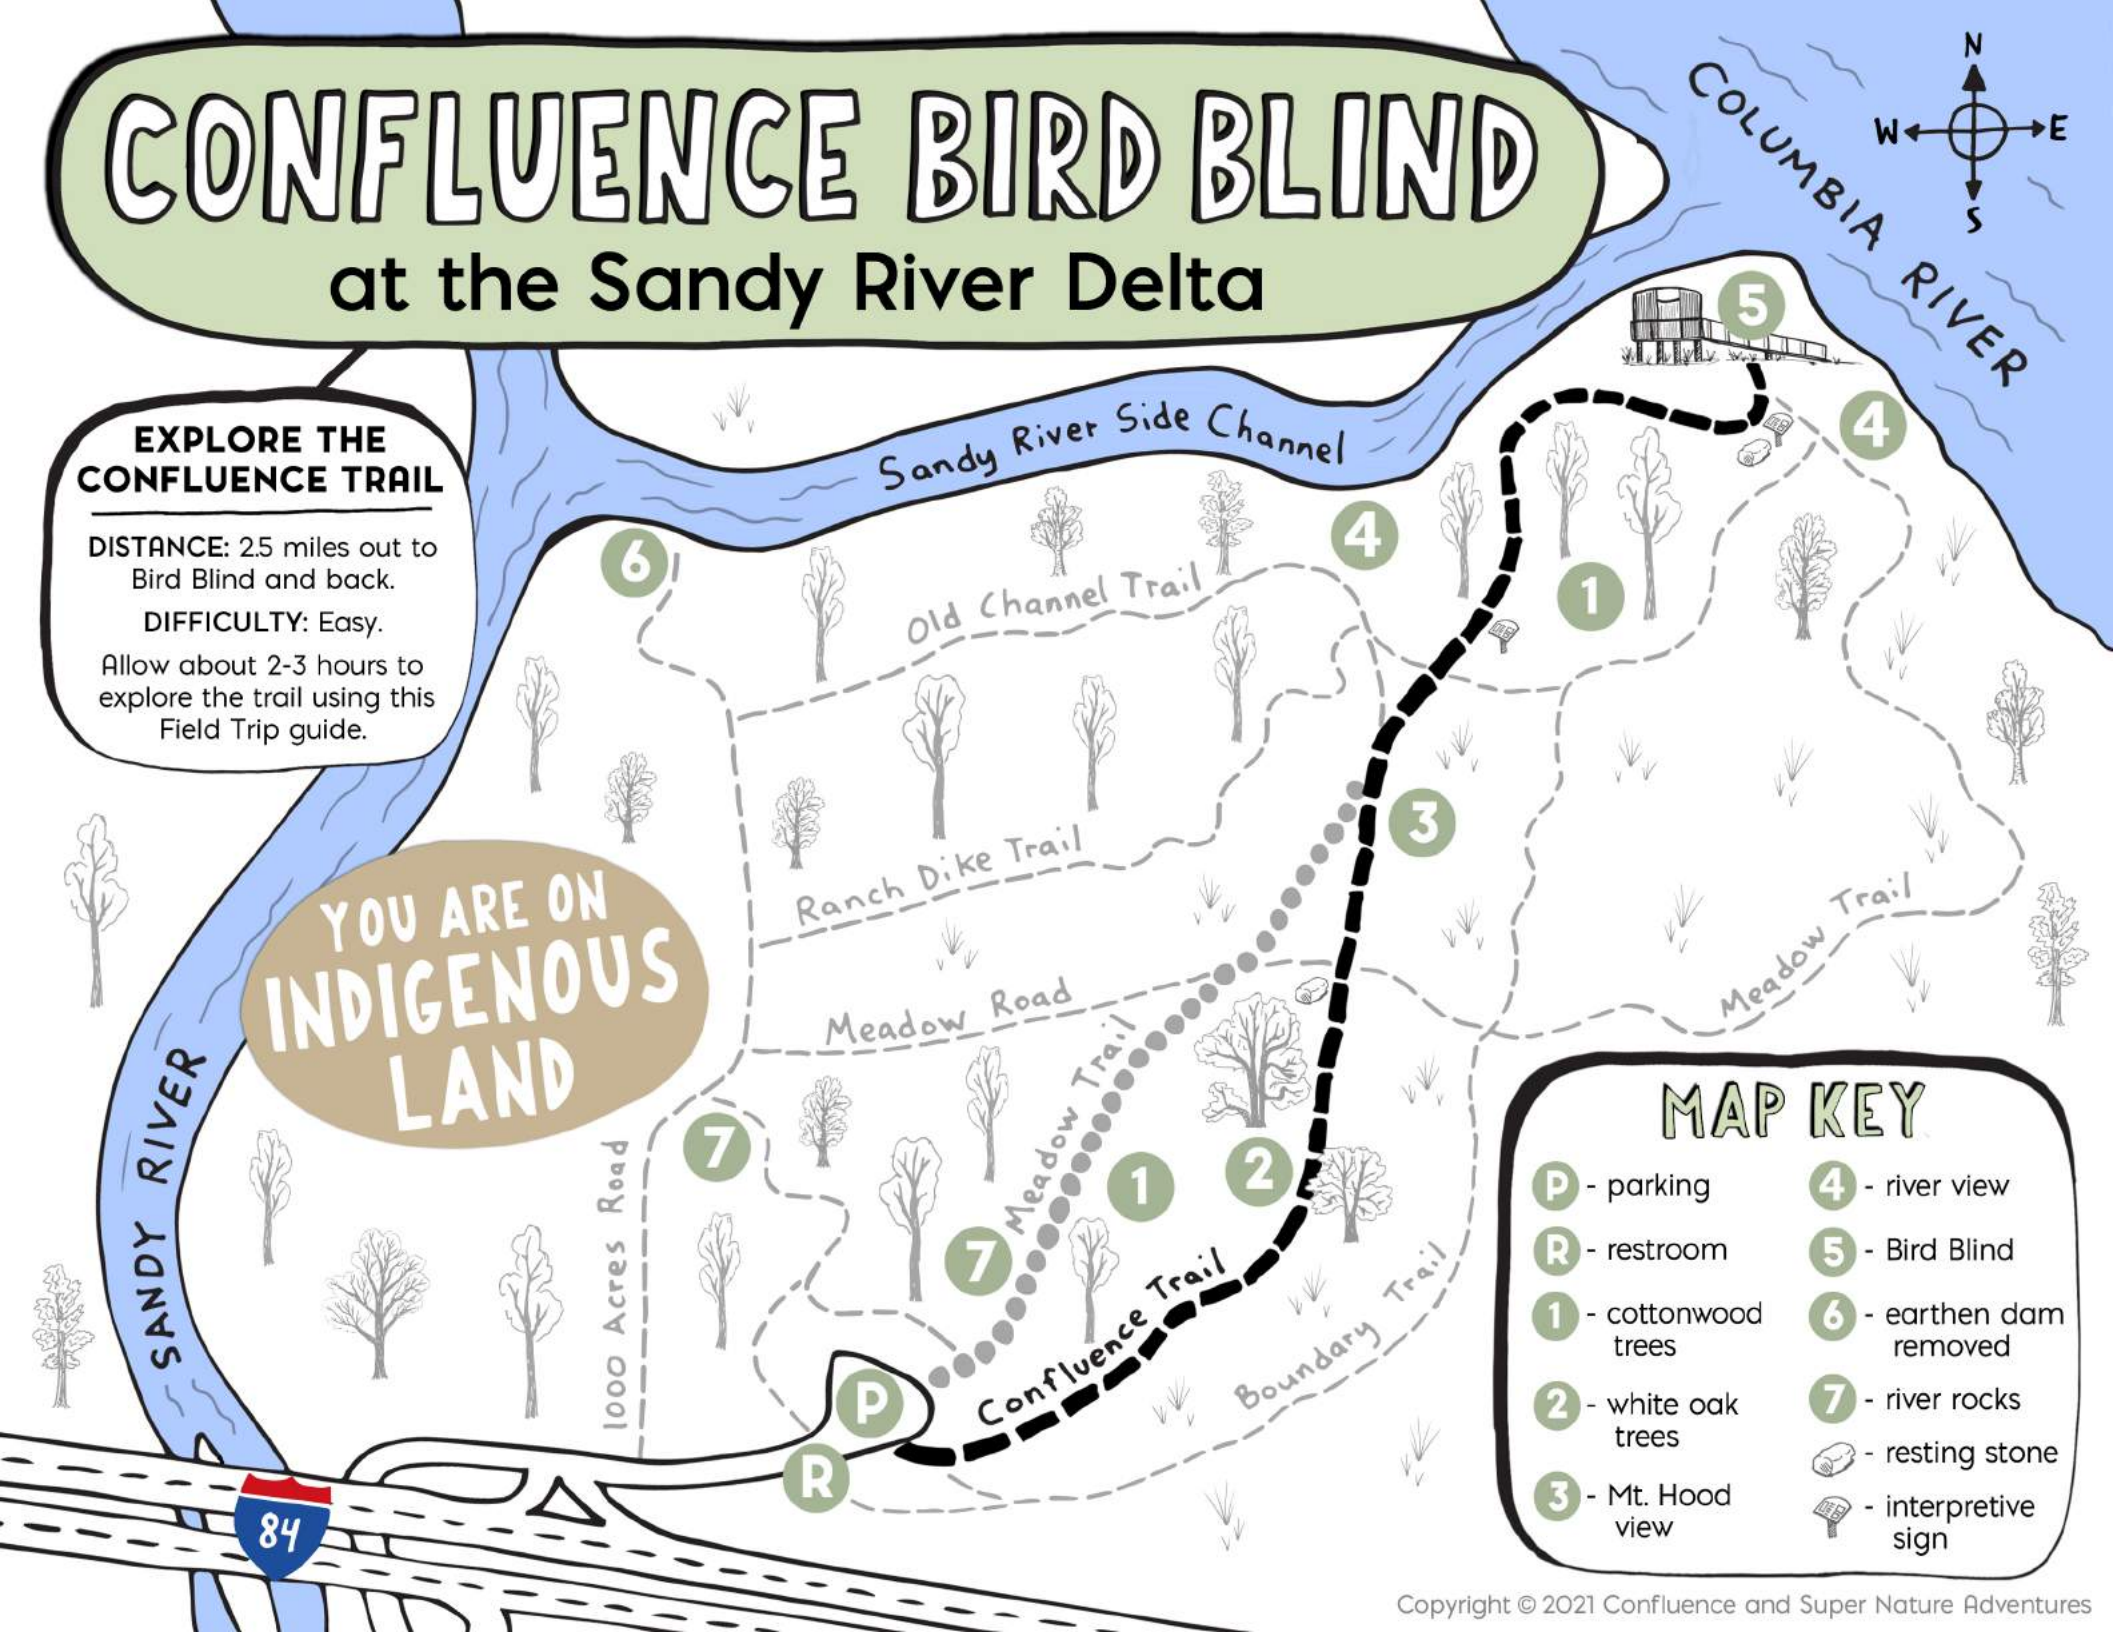 CONFLUENCE BIRD BLIND
at the Sandy River Delta
N
W
E
S
COLUMBIA RIVER
EXPLORE THE
CONFLUENCE TRAIL
DISTANCE: 2.5 miles out to
Bird Blind and back.
DIFFICULTY: Easy.
Allow about 2-3 hours to
explore the trail using this
Field Trip guide.
Sandy River Side Channel
5
4
4
6
1
Old Channel Trail
3
Ranch Dike Trail
YOU ARE ON
INDIGENOUS
LAND
Meadow Road
Meadow Trail
Meadow Trail
SANDY RIVER
1000 Acres Road
7
1
2
7
Confluence Trail
Boundary Trail
P
R
84
MAP KEY
P - parking
R - restroom
1 - cottonwood
trees
2 - white oak
trees
3 - Mt. Hood
view
4 - river view
5 - Bird Blind
6 - earthen dam
removed
7 - river rocks
- resting stone
- interpretive
sign
Copyright © 2021 Confluence and Super Nature Adventures